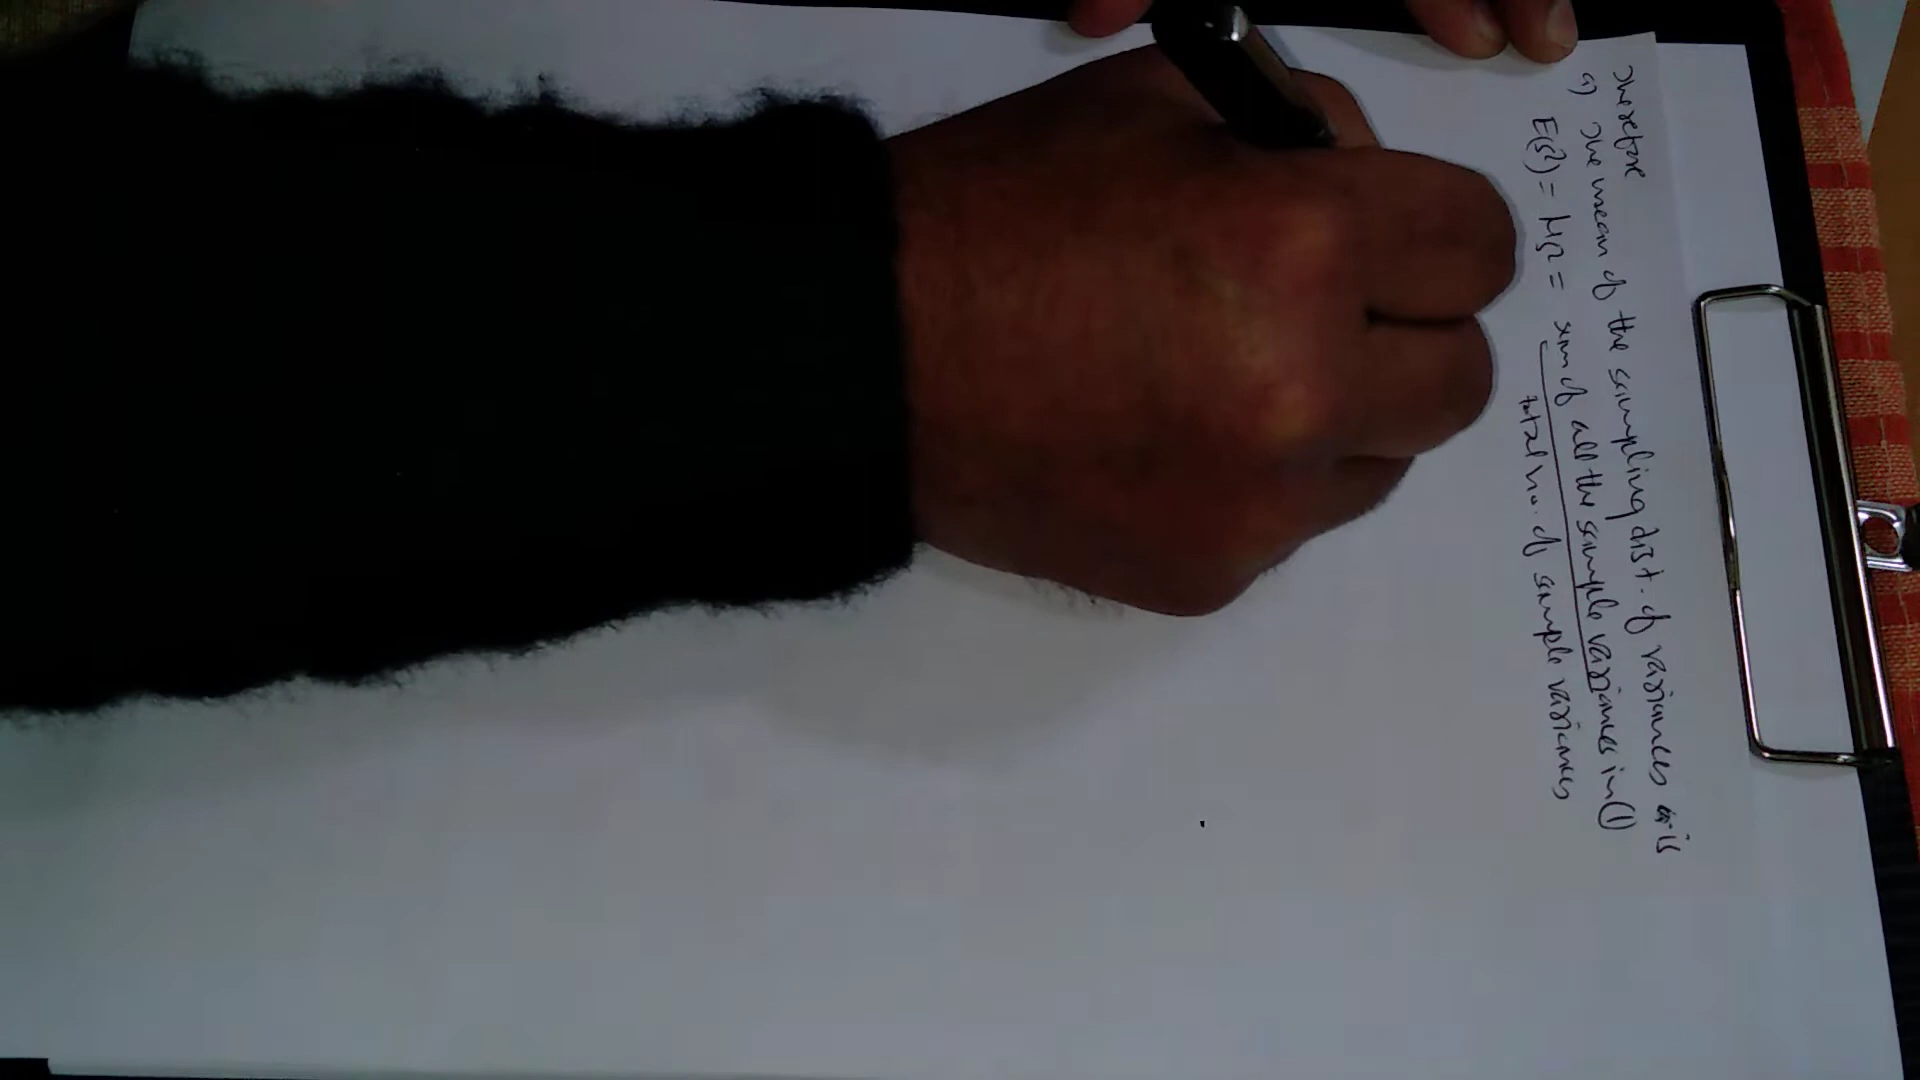 Therefore
a) The mean of the sampling dist. of variances is
E(S²) = μs² = sum of all the sample variances in (1)
total no. of sample variances